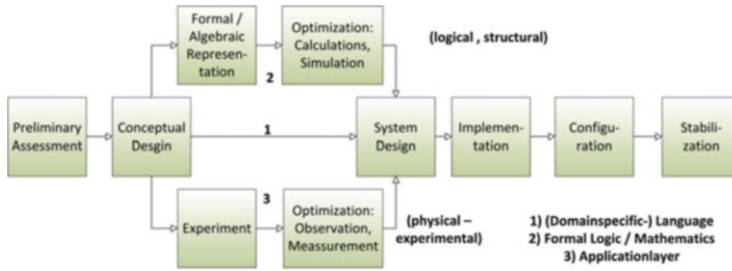 Formal /
Algebraic
Represen-
tation
Optimization:
Calculations,
Simulation
(logical , structural)
2
Preliminary
Assessment
Conceptual
Desgin
1
System
Design
Implemen-
tation
Configu-
ration
Stabili-
zation
3
Experiment
Optimization:
Observation,
Meassurement
(physical –
experimental)
1) (Domainspecific-) Language
2) Formal Logic / Mathematics
3) Applicationlayer